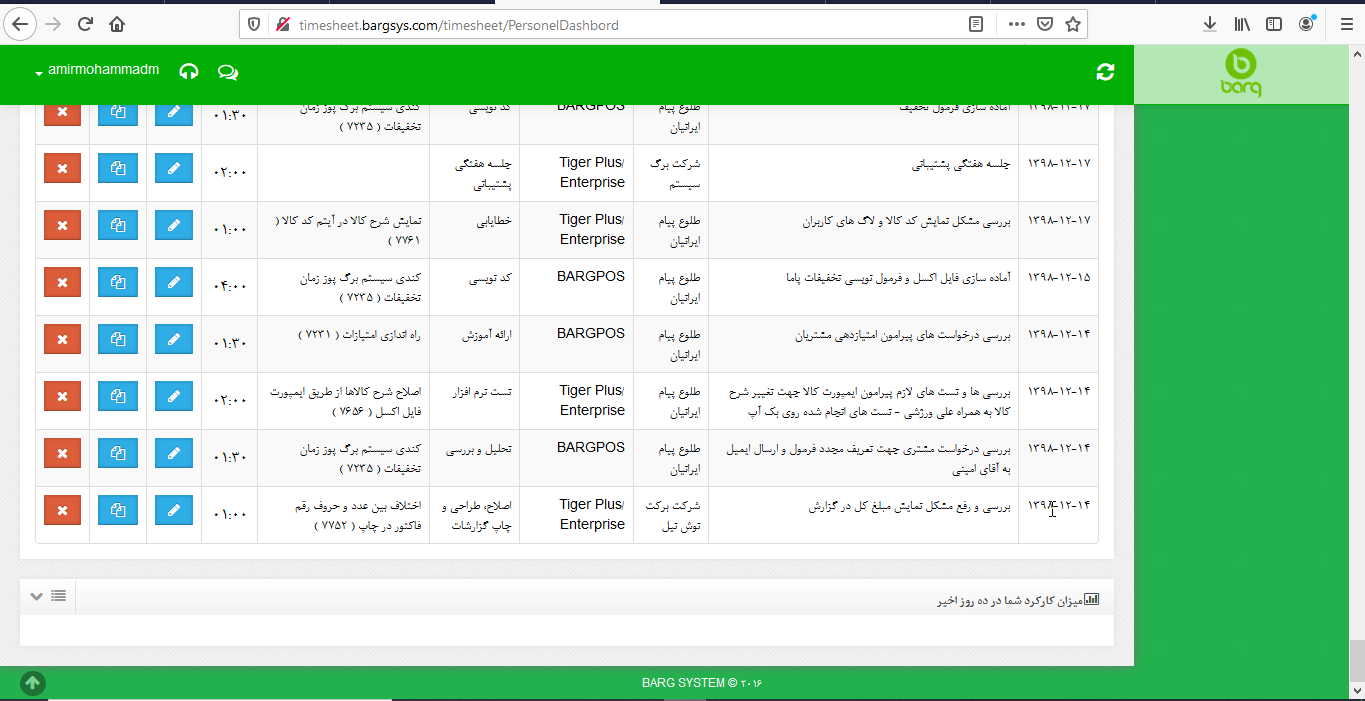 timesheet.bargsys.com/timesheet/PersonelDashbord
amirmohammadm
barq
۱۳۹۸-۱۲-۱۷ آماده سازی فرمول تخفیف طلوع پیام ایرانیان BARGPOS کد نویسی کندی سیستم برگ پوز زمان تخفیفات ( ۷۲۳۵ ) ۰۱:۳۰
۱۳۹۸-۱۲-۱۷ جلسه هفتگی پشتیبانی شرکت برگ سیستم Tiger Plus/ Enterprise جلسه هفتگی پشتیبانی ۰۲:۰۰
۱۳۹۸-۱۲-۱۷ بررسی مشکل نمایش کد کالا و لاگ های کاربران طلوع پیام ایرانیان Tiger Plus/ Enterprise خطایابی نمایش شرح کالا در آیتم کد کالا ( ۷۷۶۱ ) ۰۱:۰۰
۱۳۹۸-۱۲-۱۵ آماده سازی فایل اکسل و فرمول نویسی تخفیفات پاما طلوع پیام ایرانیان BARGPOS کد نویسی کندی سیستم برگ پوز زمان تخفیفات ( ۷۲۳۵ ) ۰۴:۰۰
۱۳۹۸-۱۲-۱۴ بررسی درخواست های پیرامون امتیازدهی مشتریان طلوع پیام ایرانیان BARGPOS ارائه آموزش راه اندازی امتیازات ( ۷۲۳۱ ) ۰۱:۳۰
۱۳۹۸-۱۲-۱۴ بررسی ها و تست های لازم پیرامون ایمپورت کالا جهت تغییر شرح کالا به همراه علی ورزشی - تست های انجام شده روی بک آپ طلوع پیام ایرانیان Tiger Plus/ Enterprise تست نرم افزار اصلاح شرح کالاها از طریق ایمپورت فایل اکسل ( ۷۶۵۶ ) ۰۲:۰۰
۱۳۹۸-۱۲-۱۴ بررسی درخواست مشتری جهت تعریف مجدد فرمول و ارسال ایمیل به آقای امینی طلوع پیام ایرانیان BARGPOS تحلیل و بررسی کندی سیستم برگ پوز زمان تخفیفات ( ۷۲۳۵ ) ۰۱:۳۰
۱۳۹۸-۱۲-۱۴ بررسی و رفع مشکل نمایش مبلغ کل در گزارش شرکت برکت توش تپل Tiger Plus/ Enterprise اصلاح، طراحی و چاپ گزارشات اختلاف بین عدد و حروف رقم فاکتور در چاپ ( ۷۷۵۲ ) ۰۱:۰۰
میزان کارکرد شما در ده روز اخیر
BARG SYSTEM © ۲۰۱۶